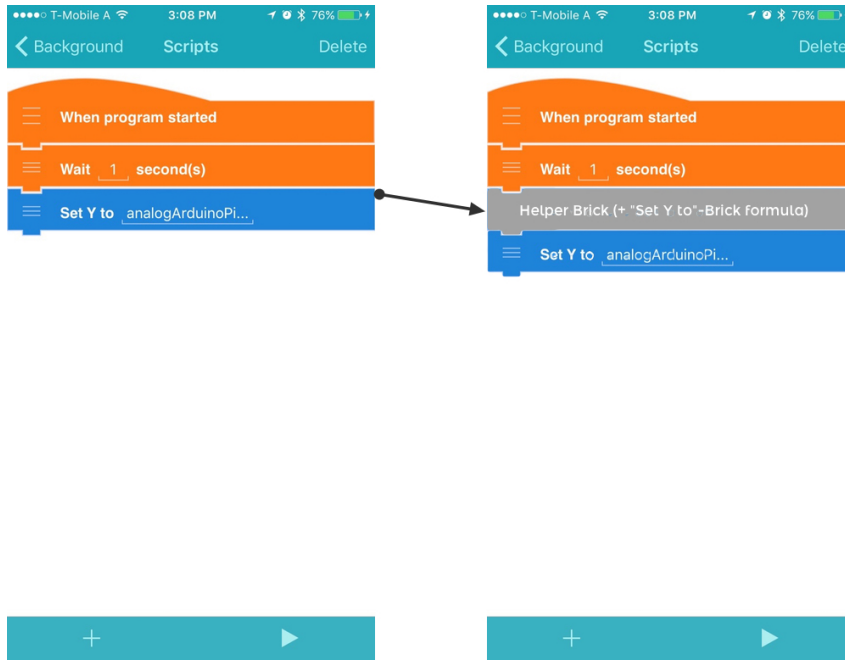 T-Mobile A 3:08 PM 76%
Background Scripts Delete
When program started
Wait 1 second(s)
Set Y to analogArduinoPi...
T-Mobile A 3:08 PM 76%
Background Scripts Delete
When program started
Wait 1 second(s)
Helper Brick (+ "Set Y to"-Brick formula)
Set Y to analogArduinoPi...